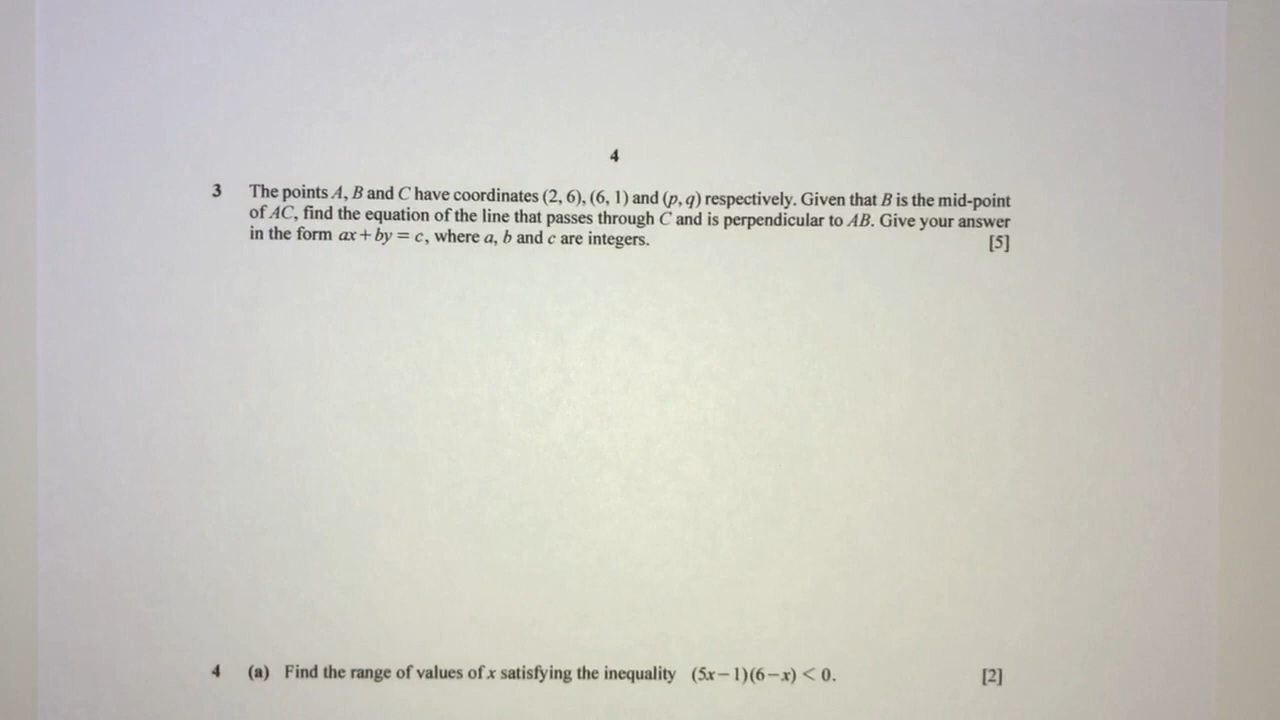 4
3 The points A, B and C have coordinates (2, 6), (6, 1) and (p, q) respectively. Given that B is the mid-point
of AC, find the equation of the line that passes through C and is perpendicular to AB. Give your answer
in the form ax + by = c, where a, b and c are integers. [5]
4 (a) Find the range of values of x satisfying the inequality (5x − 1)(6 − x) < 0. [2]